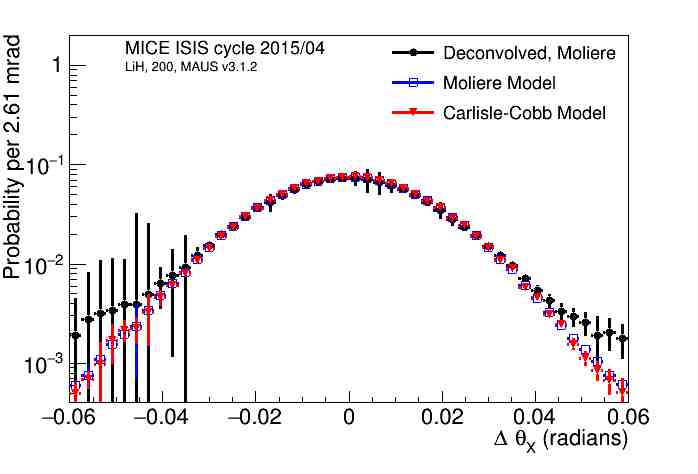 MICE ISIS cycle 2015/04
LiH, 200, MAUS v3.1.2
Deconvolved, Moliere
Moliere Model
Carlisle-Cobb Model
Probability per 2.61 mrad
1
10−1
10−2
10−3
−0.06 −0.04 −0.02 0 0.02 0.04 0.06
Δ θX (radians)